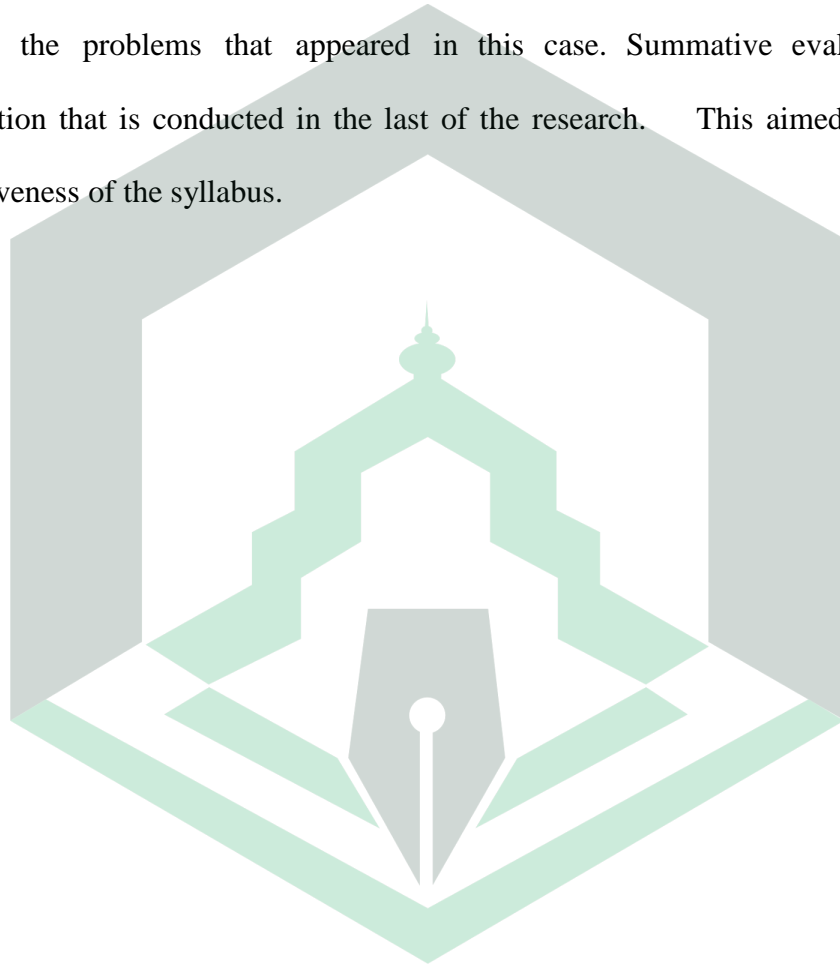 the problems that appeared in this case. Summative eval
tion that is conducted in the last of the research. This aimed
veness of the syllabus.